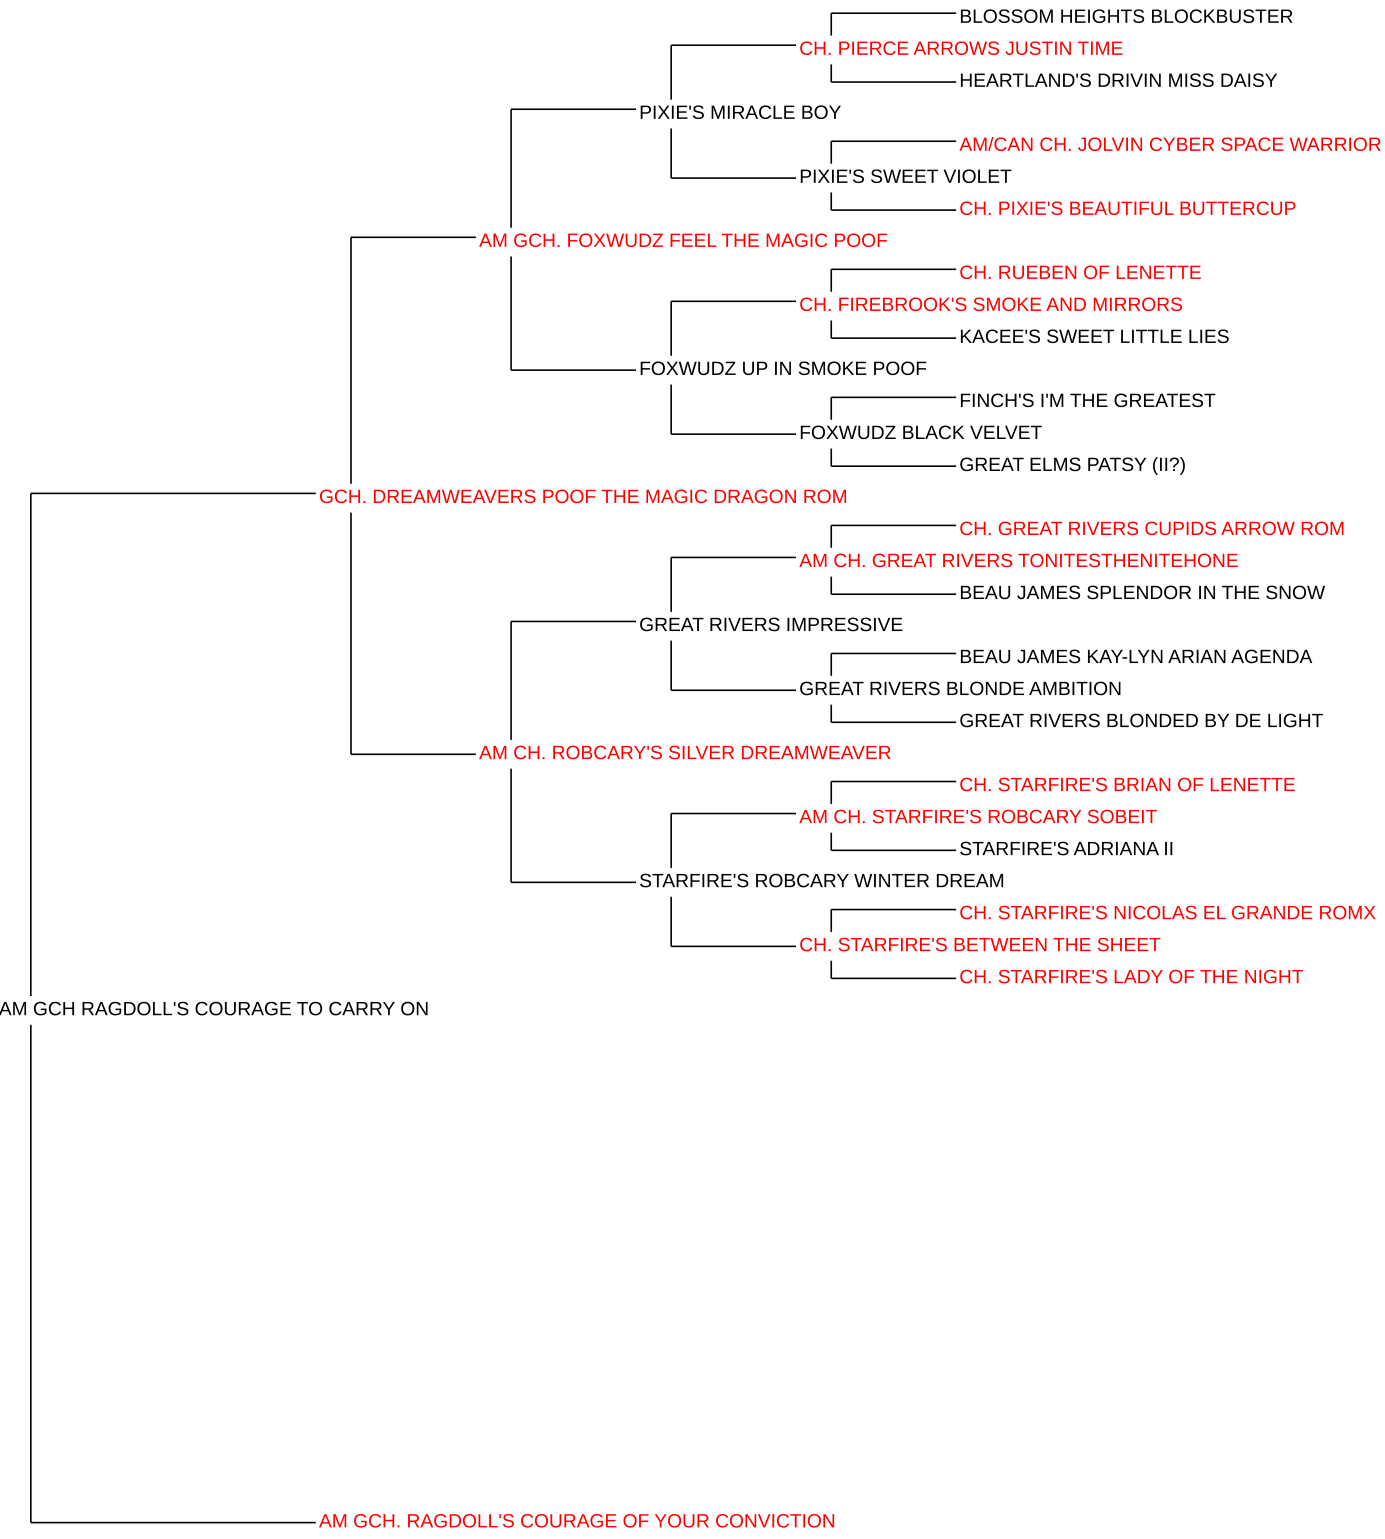 BLOSSOM HEIGHTS BLOCKBUSTER
CH. PIERCE ARROWS JUSTIN TIME
HEARTLAND'S DRIVIN MISS DAISY
PIXIE'S MIRACLE BOY
AM/CAN CH. JOLVIN CYBER SPACE WARRIOR
PIXIE'S SWEET VIOLET
CH. PIXIE'S BEAUTIFUL BUTTERCUP
AM GCH. FOXWUDZ FEEL THE MAGIC POOF
CH. RUEBEN OF LENETTE
CH. FIREBROOK'S SMOKE AND MIRRORS
KACEE'S SWEET LITTLE LIES
FOXWUDZ UP IN SMOKE POOF
FINCH'S I'M THE GREATEST
FOXWUDZ BLACK VELVET
GREAT ELMS PATSY (II?)
GCH. DREAMWEAVERS POOF THE MAGIC DRAGON ROM
CH. GREAT RIVERS CUPIDS ARROW ROM
AM CH. GREAT RIVERS TONITESTHENITEHONE
BEAU JAMES SPLENDOR IN THE SNOW
GREAT RIVERS IMPRESSIVE
BEAU JAMES KAY-LYN ARIAN AGENDA
GREAT RIVERS BLONDE AMBITION
GREAT RIVERS BLONDED BY DE LIGHT
AM CH. ROBCARY'S SILVER DREAMWEAVER
CH. STARFIRE'S BRIAN OF LENETTE
AM CH. STARFIRE'S ROBCARY SOBEIT
STARFIRE'S ADRIANA II
STARFIRE'S ROBCARY WINTER DREAM
CH. STARFIRE'S NICOLAS EL GRANDE ROMX
CH. STARFIRE'S BETWEEN THE SHEET
CH. STARFIRE'S LADY OF THE NIGHT
AM GCH RAGDOLL'S COURAGE TO CARRY ON
AM GCH. RAGDOLL'S COURAGE OF YOUR CONVICTION